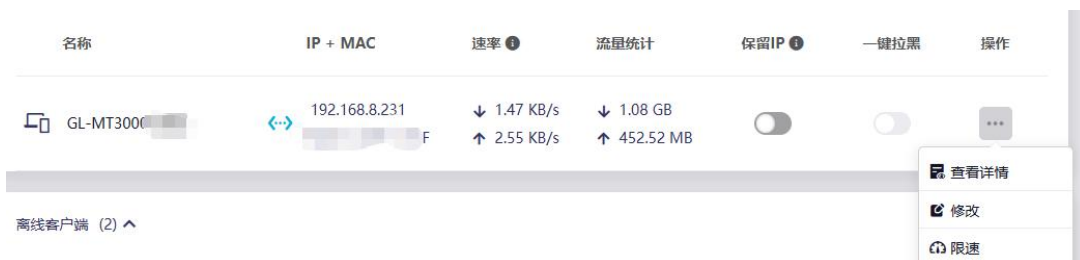 名称 IP + MAC 速率 流量统计 保留IP 一键拉黑 操作
GL-MT3000 192.168.8.231 ↓ 1.47 KB/s ↓ 1.08 GB
F ↑ 2.55 KB/s ↑ 452.52 MB
查看详情
修改
离线客户端 (2)
限速